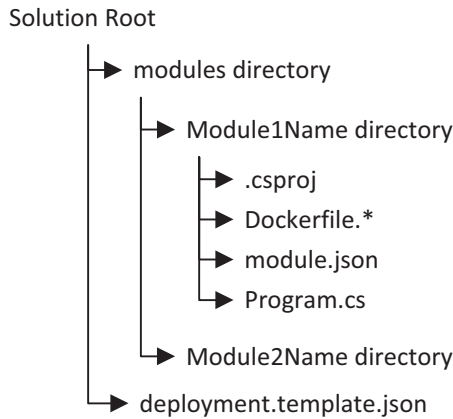 Solution Root
modules directory
Module1Name directory
.csproj
Dockerfile.*
module.json
Program.cs
Module2Name directory
deployment.template.json